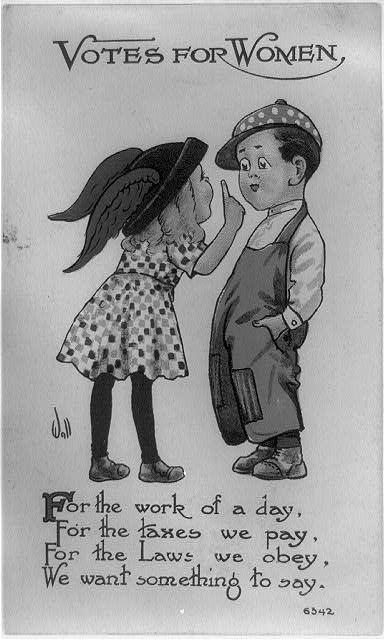 VOTES FOR WOMEN.
Wall
For the work of a day,
For the taxes we pay,
For the Laws we obey,
We want something to say.
6342